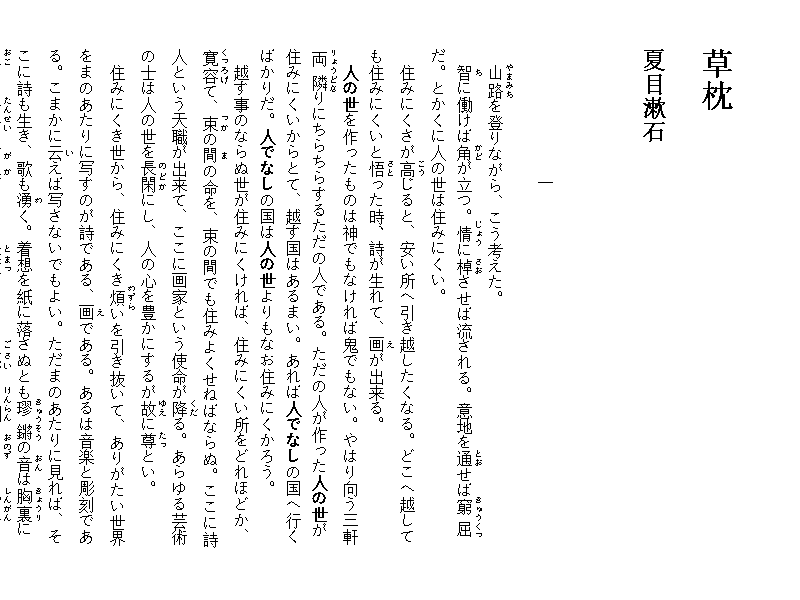 草枕
夏目漱石
一
山路を登りながら、こう考えた。
智に働けば角が立つ。情に棹させば流される。意地を通せば窮屈
だ。とかくに人の世は住みにくい。
住みにくさが高じると、安い所へ引き越したくなる。どこへ越して
も住みにくいと悟った時、詩が生れて、画が出来る。
人の世を作ったものは神でもなければ鬼でもない。やはり向う三軒
両隣りにちらちらするただの人である。ただの人が作った人の世が
住みにくいからとて、越す国はあるまい。あれば人でなしの国へ行く
ばかりだ。人でなしの国は人の世よりもなお住みにくかろう。
越す事のならぬ世が住みにくければ、住みにくい所をどれほどか、
寛容て、束の間の命を、束の間でも住みよくせねばならぬ。ここに詩
人という天職が出来て、ここに画家という使命が降る。あらゆる芸術
の士は人の世を長閑にし、人の心を豊かにするが故に尊とい。
住みにくき世から、住みにくき煩いを引き抜いて、ありがたい世界
をまのあたりに写すのが詩である、画である。あるは音楽と彫刻であ
る。こまかに云えば写さないでもよい。ただまのあたりに見れば、そ
こに詩も生き、歌も湧く。着想を紙に落さぬとも璆鏘の音は胸裏に